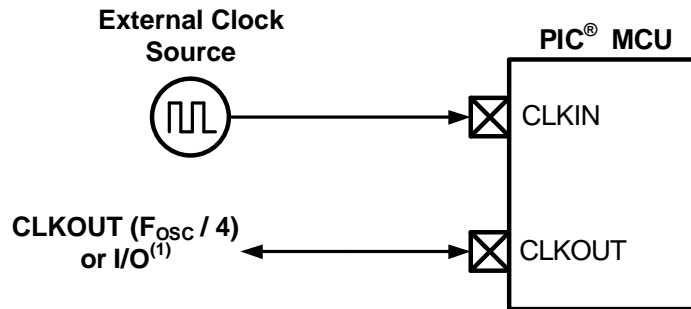 External Clock
Source
PIC® MCU
CLKIN
CLKOUT (FOSC / 4)
or I/O(1)
CLKOUT